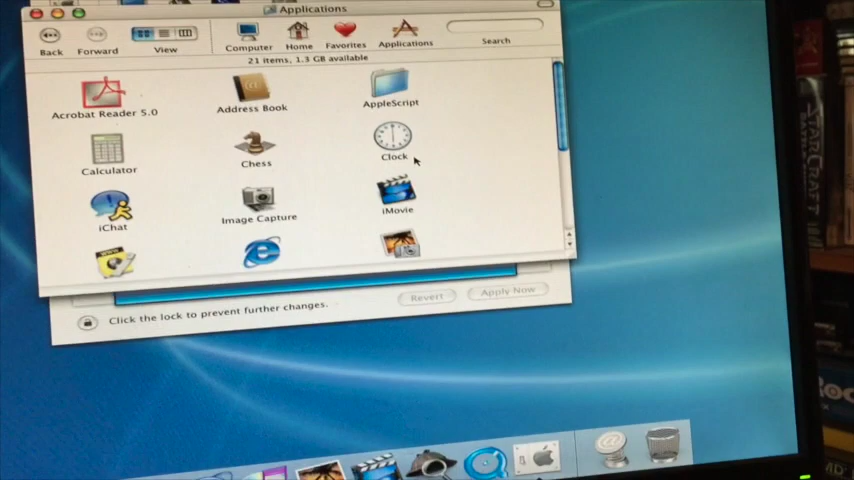 Applications
Back
Forward
View
Computer
Home
Favorites
Applications
Search
21 items, 1.3 GB available
Acrobat Reader 5.0
Address Book
AppleScript
Calculator
Chess
Clock
iChat
Image Capture
iMovie
Click the lock to prevent further changes.
Revert
Apply Now
STARCRAFT